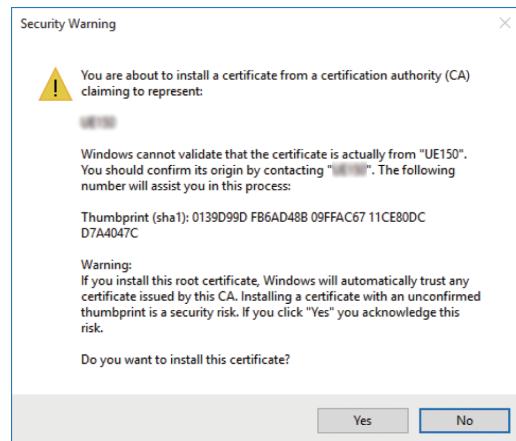 Security Warning
You are about to install a certificate from a certification authority (CA)
claiming to represent:
Windows cannot validate that the certificate is actually from "UE150".
You should confirm its origin by contacting "". The following
number will assist you in this process:
Thumbprint (sha1): 0139D99D FB6AD48B 09FFAC67 11CE80DC
D7A4047C
Warning:
If you install this root certificate, Windows will automatically trust any
certificate issued by this CA. Installing a certificate with an unconfirmed
thumbprint is a security risk. If you click "Yes" you acknowledge this
risk.
Do you want to install this certificate?
Yes
No